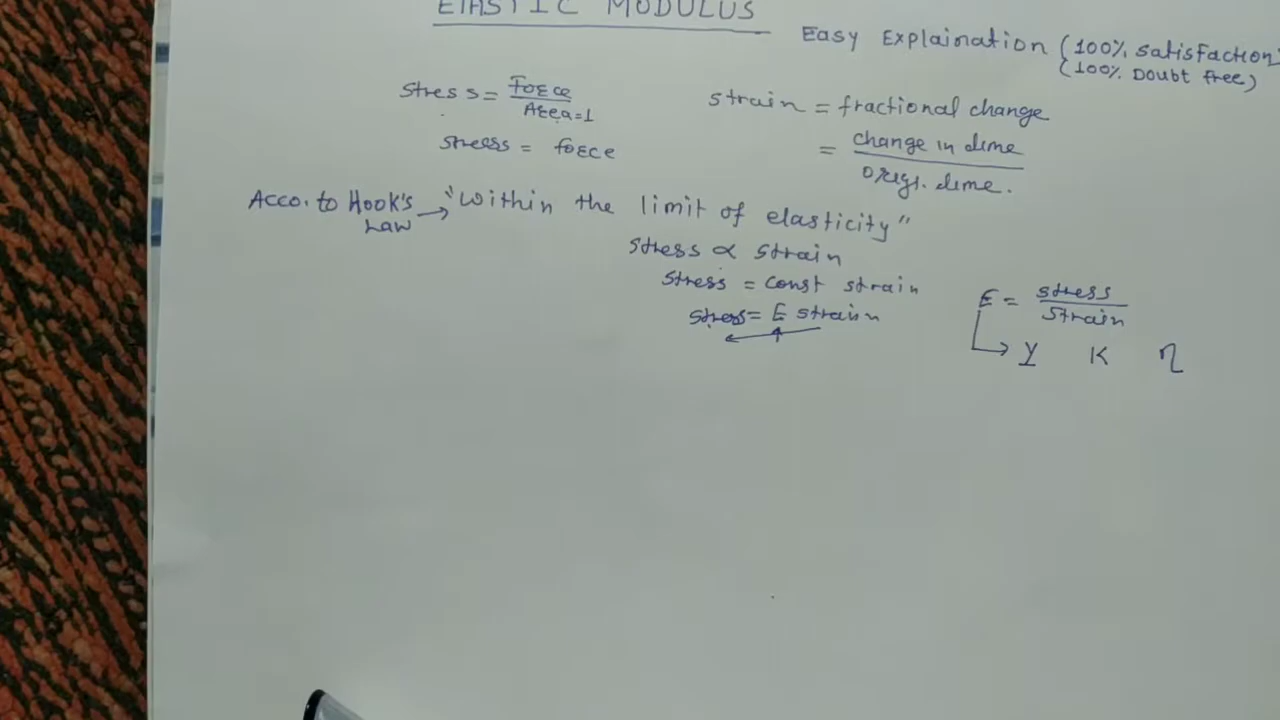 ELASTIC MODULUS
Easy Explaination (100% satisfaction)
(100% Doubt free)
Stress = Force / Area=1
Stress = force
strain = fractional change
= change in dime / origi. dime.
Acco. to Hook's Law → "Within the limit of elasticity"
Stress ∝ strain
Stress = const strain
stress = E strain
E = stress / strain
→ Y K η